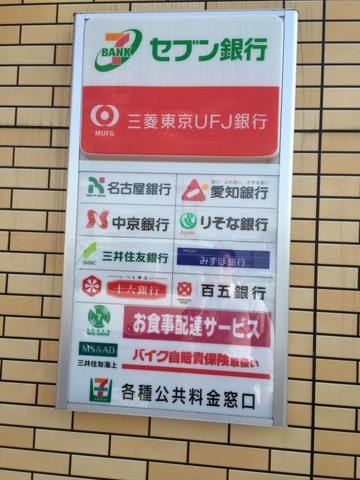 7 BANK セブン銀行
MUFG 三菱東京UFJ銀行
名古屋銀行
愛知銀行
中京銀行
りそな銀行
SMBC 三井住友銀行
みずほ銀行
十六銀行
百五銀行
お食事配達サービス
MS&AD 三井住友海上
バイク自賠責保険取扱い
各種公共料金窓口